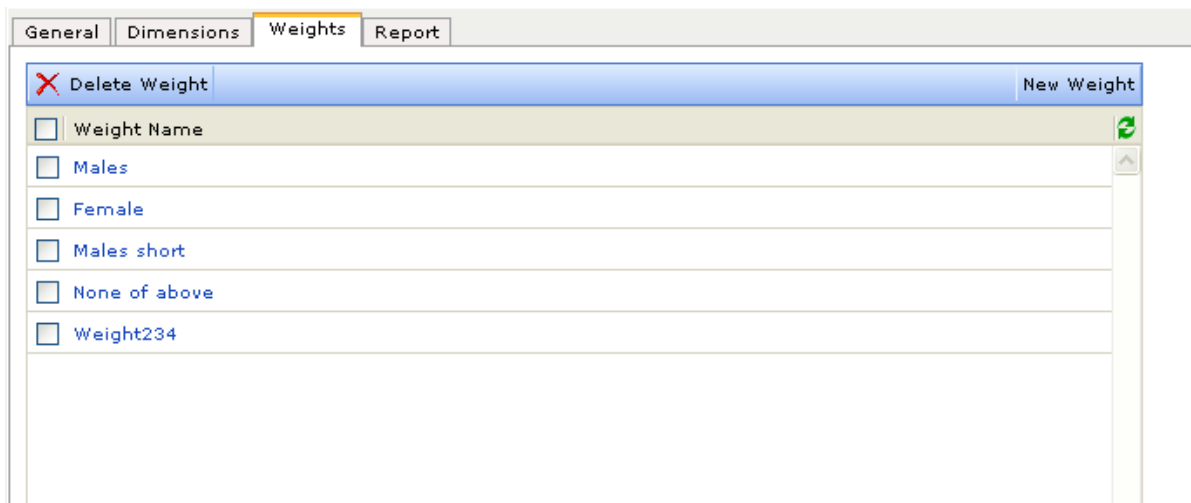 General Dimensions Weights Report
Delete Weight New Weight
Weight Name
Males
Female
Males short
None of above
Weight234